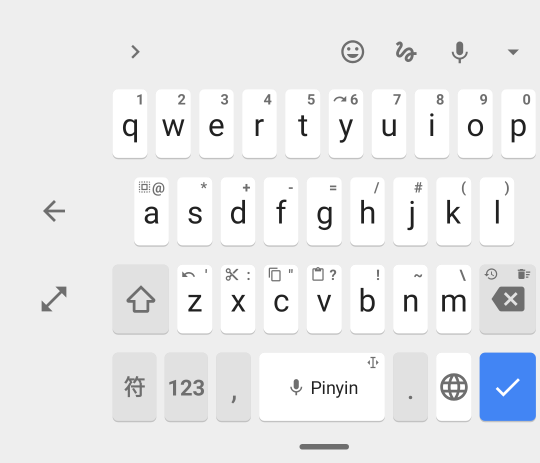 1 2 3 4 5 6 7 8 9 0
q w e r t y u i o p
@ * + - = / # ( )
a s d f g h j k l
' : " ? ! ~ \
z x c v b n m
符 123 , Pinyin .